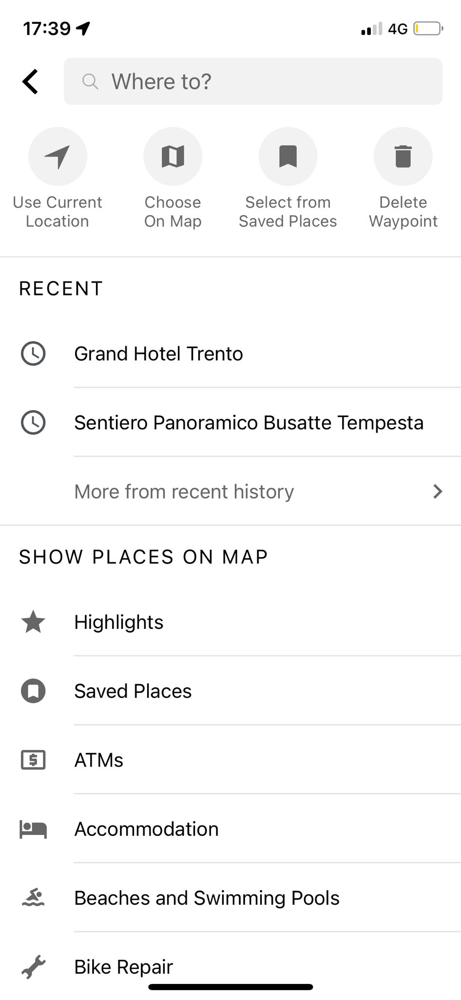 17:39
4G
Where to?
Use Current
Location
Choose
On Map
Select from
Saved Places
Delete
Waypoint
RECENT
Grand Hotel Trento
Sentiero Panoramico Busatte Tempesta
More from recent history
SHOW PLACES ON MAP
Highlights
Saved Places
$
ATMs
Accommodation
Beaches and Swimming Pools
Bike Repair